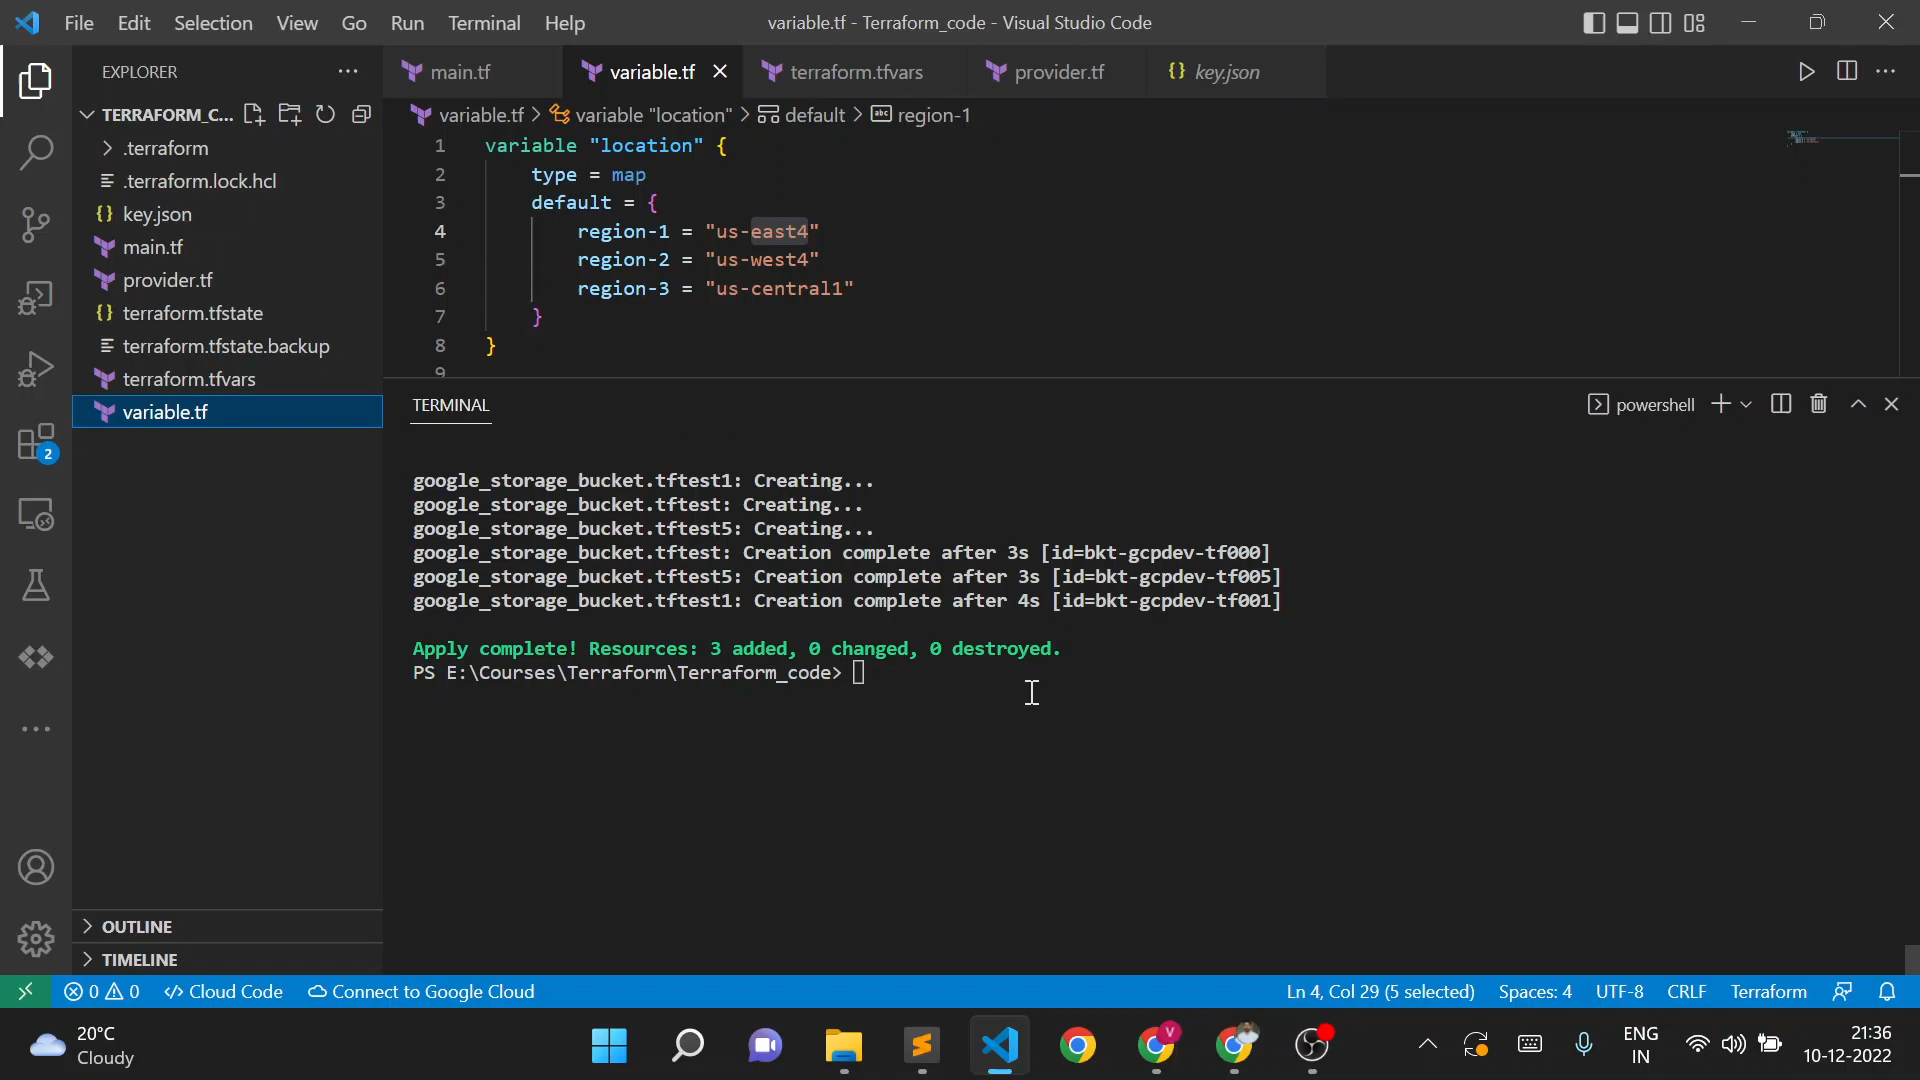 File Edit Selection View Go Run Terminal Help
variable.tf - Terraform_code - Visual Studio Code
EXPLORER
TERRAFORM_C...
.terraform
.terraform.lock.hcl
key.json
main.tf
provider.tf
terraform.tfstate
terraform.tfstate.backup
terraform.tfvars
variable.tf
OUTLINE
TIMELINE
2
main.tf variable.tf terraform.tfvars provider.tf key.json
variable.tf > variable "location" > default > region-1
1 variable "location" {
2 type = map
3 default = {
4 region-1 = "us-east4"
5 region-2 = "us-west4"
6 region-3 = "us-central1"
7 }
8 }
9
TERMINAL
powershell
google_storage_bucket.tftest1: Creating...
google_storage_bucket.tftest: Creating...
google_storage_bucket.tftest5: Creating...
google_storage_bucket.tftest: Creation complete after 3s [id=bkt-gcpdev-tf000]
google_storage_bucket.tftest5: Creation complete after 3s [id=bkt-gcpdev-tf005]
google_storage_bucket.tftest1: Creation complete after 4s [id=bkt-gcpdev-tf001]
Apply complete! Resources: 3 added, 0 changed, 0 destroyed.
PS E:\Courses\Terraform\Terraform_code>
0 0 Cloud Code Connect to Google Cloud
Ln 4, Col 29 (5 selected) Spaces: 4 UTF-8 CRLF Terraform
20°C
Cloudy
V
ENG
IN
21:36
10-12-2022